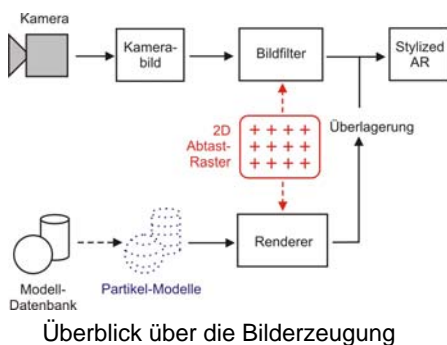 Kamera
Kamera-
bild
Bildfilter
Stylized
AR
2D
Abtast-
Raster
Überlagerung
Renderer
Modell-
Datenbank
Partikel-Modelle
Überblick über die Bilderzeugung